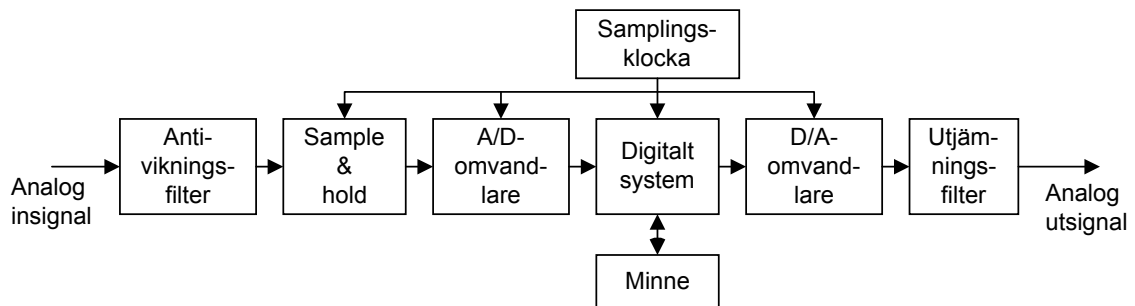 Samplings-
klocka
Anti-
viknings-
filter
Sample
&
hold
A/D-
omvand-
lare
Digitalt
system
D/A-
omvand-
lare
Utjäm-
nings-
filter
Analog
insignal
Analog
utsignal
Minne